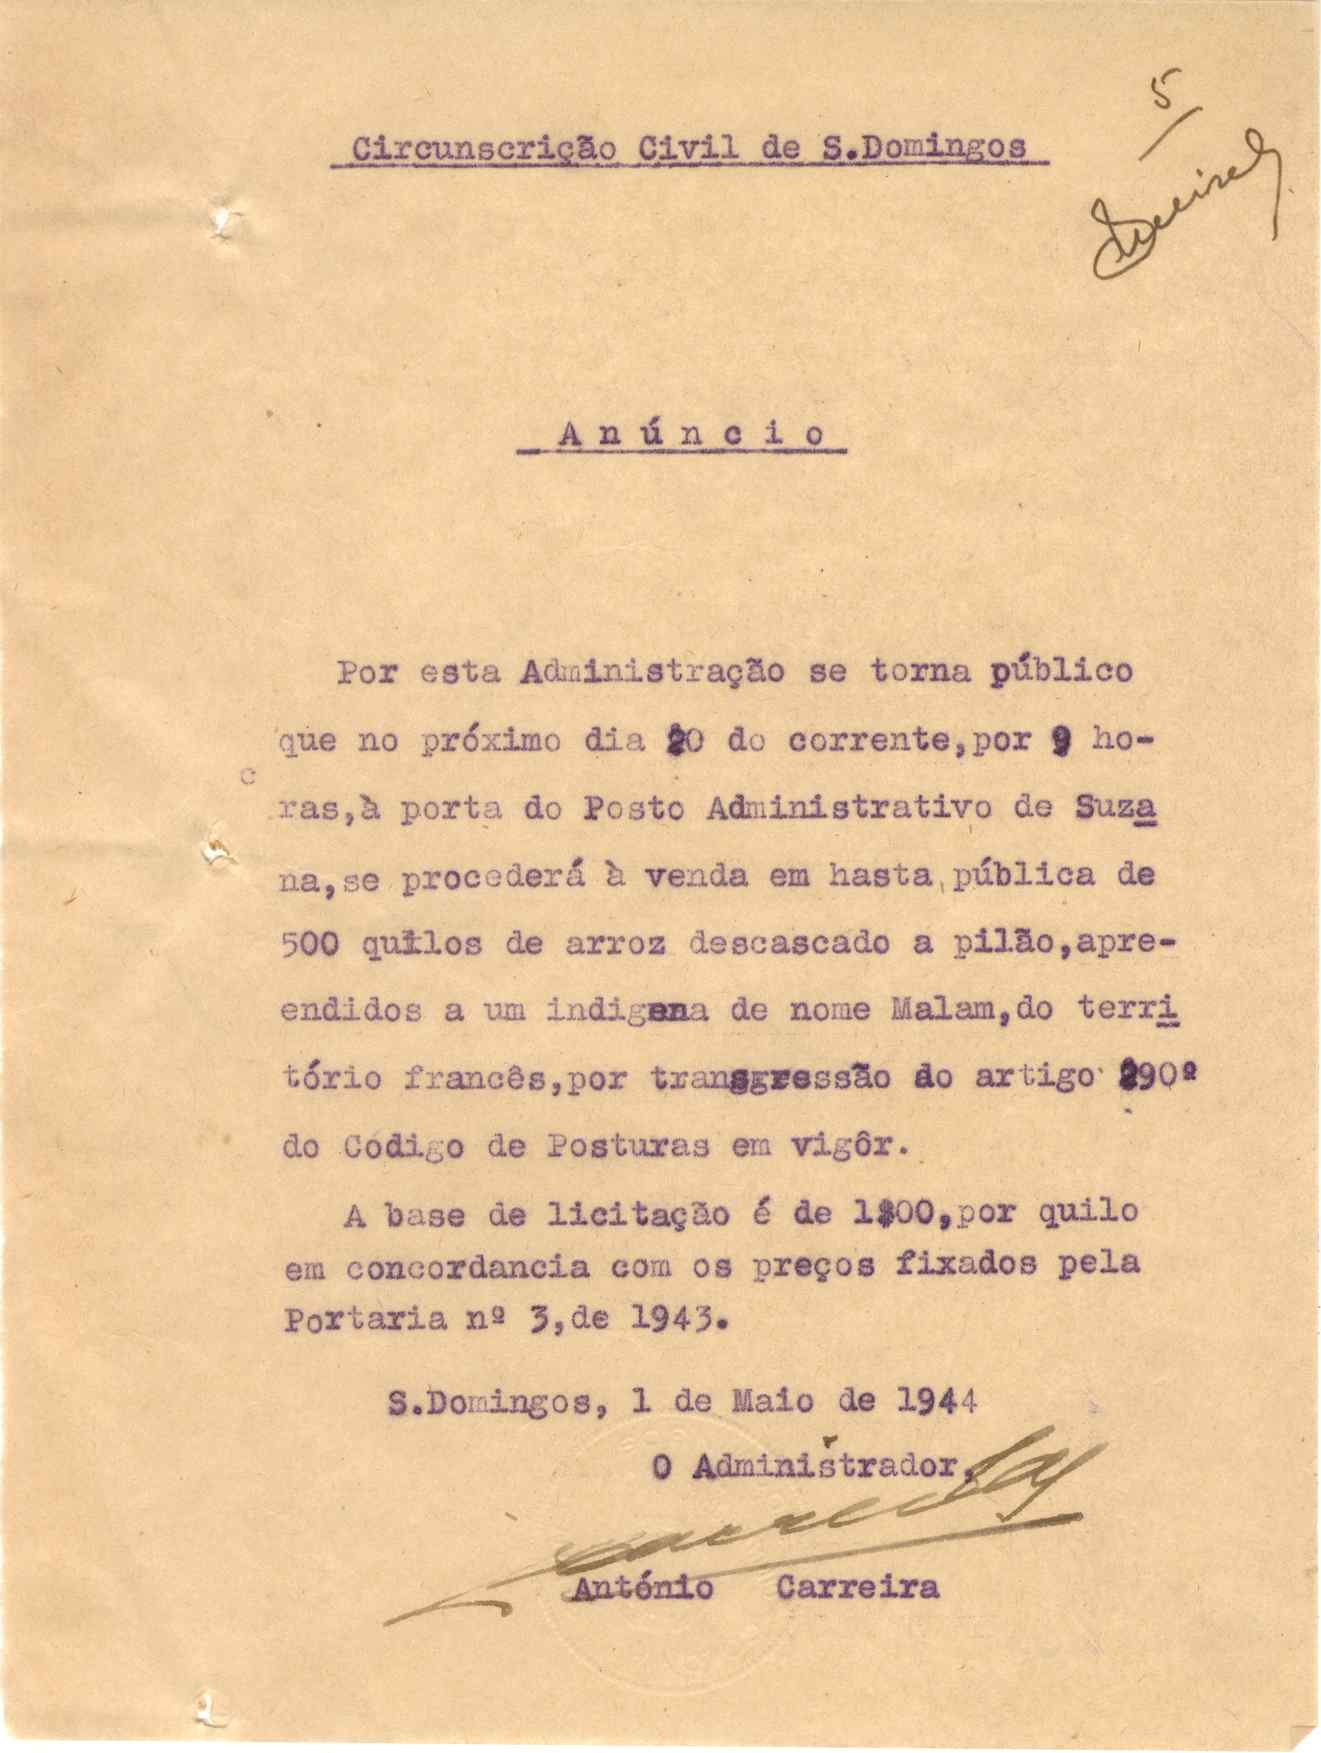 5
Circunscrição Civil de S.Domingos
Anúncio
Por esta Administração se torna público
que no próximo dia 20 do corrente,por 9 ho-
ras,à porta do Posto Administrativo de Suza
na,se procederá à venda em hasta pública de
500 quilos de arroz descascado a pilão,apre-
endidos a um indigena de nome Malam,do terri
tório francês,por transgressão do artigo 290º
do Código de Posturas em vigôr.
A base de licitação é de 1$00,por quilo
em concordancia com os preços fixados pela
Portaria nº 3,de 1943.
S.Domingos, 1 de Maio de 1944
O Administrador,
António Carreira